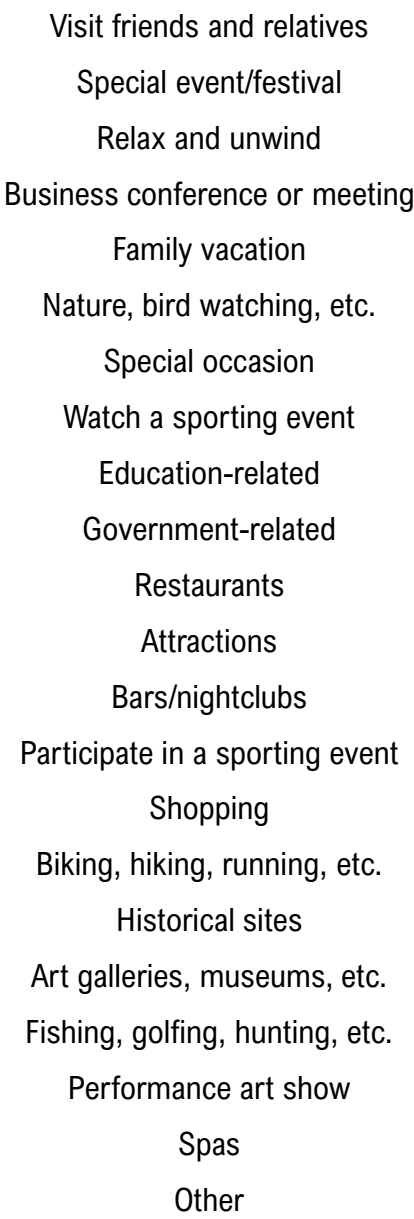 Visit friends and relatives
Special event/festival
Relax and unwind
Business conference or meeting
Family vacation
Nature, bird watching, etc.
Special occasion
Watch a sporting event
Education-related
Government-related
Restaurants
Attractions
Bars/nightclubs
Participate in a sporting event
Shopping
Biking, hiking, running, etc.
Historical sites
Art galleries, museums, etc.
Fishing, golfing, hunting, etc.
Performance art show
Spas
Other